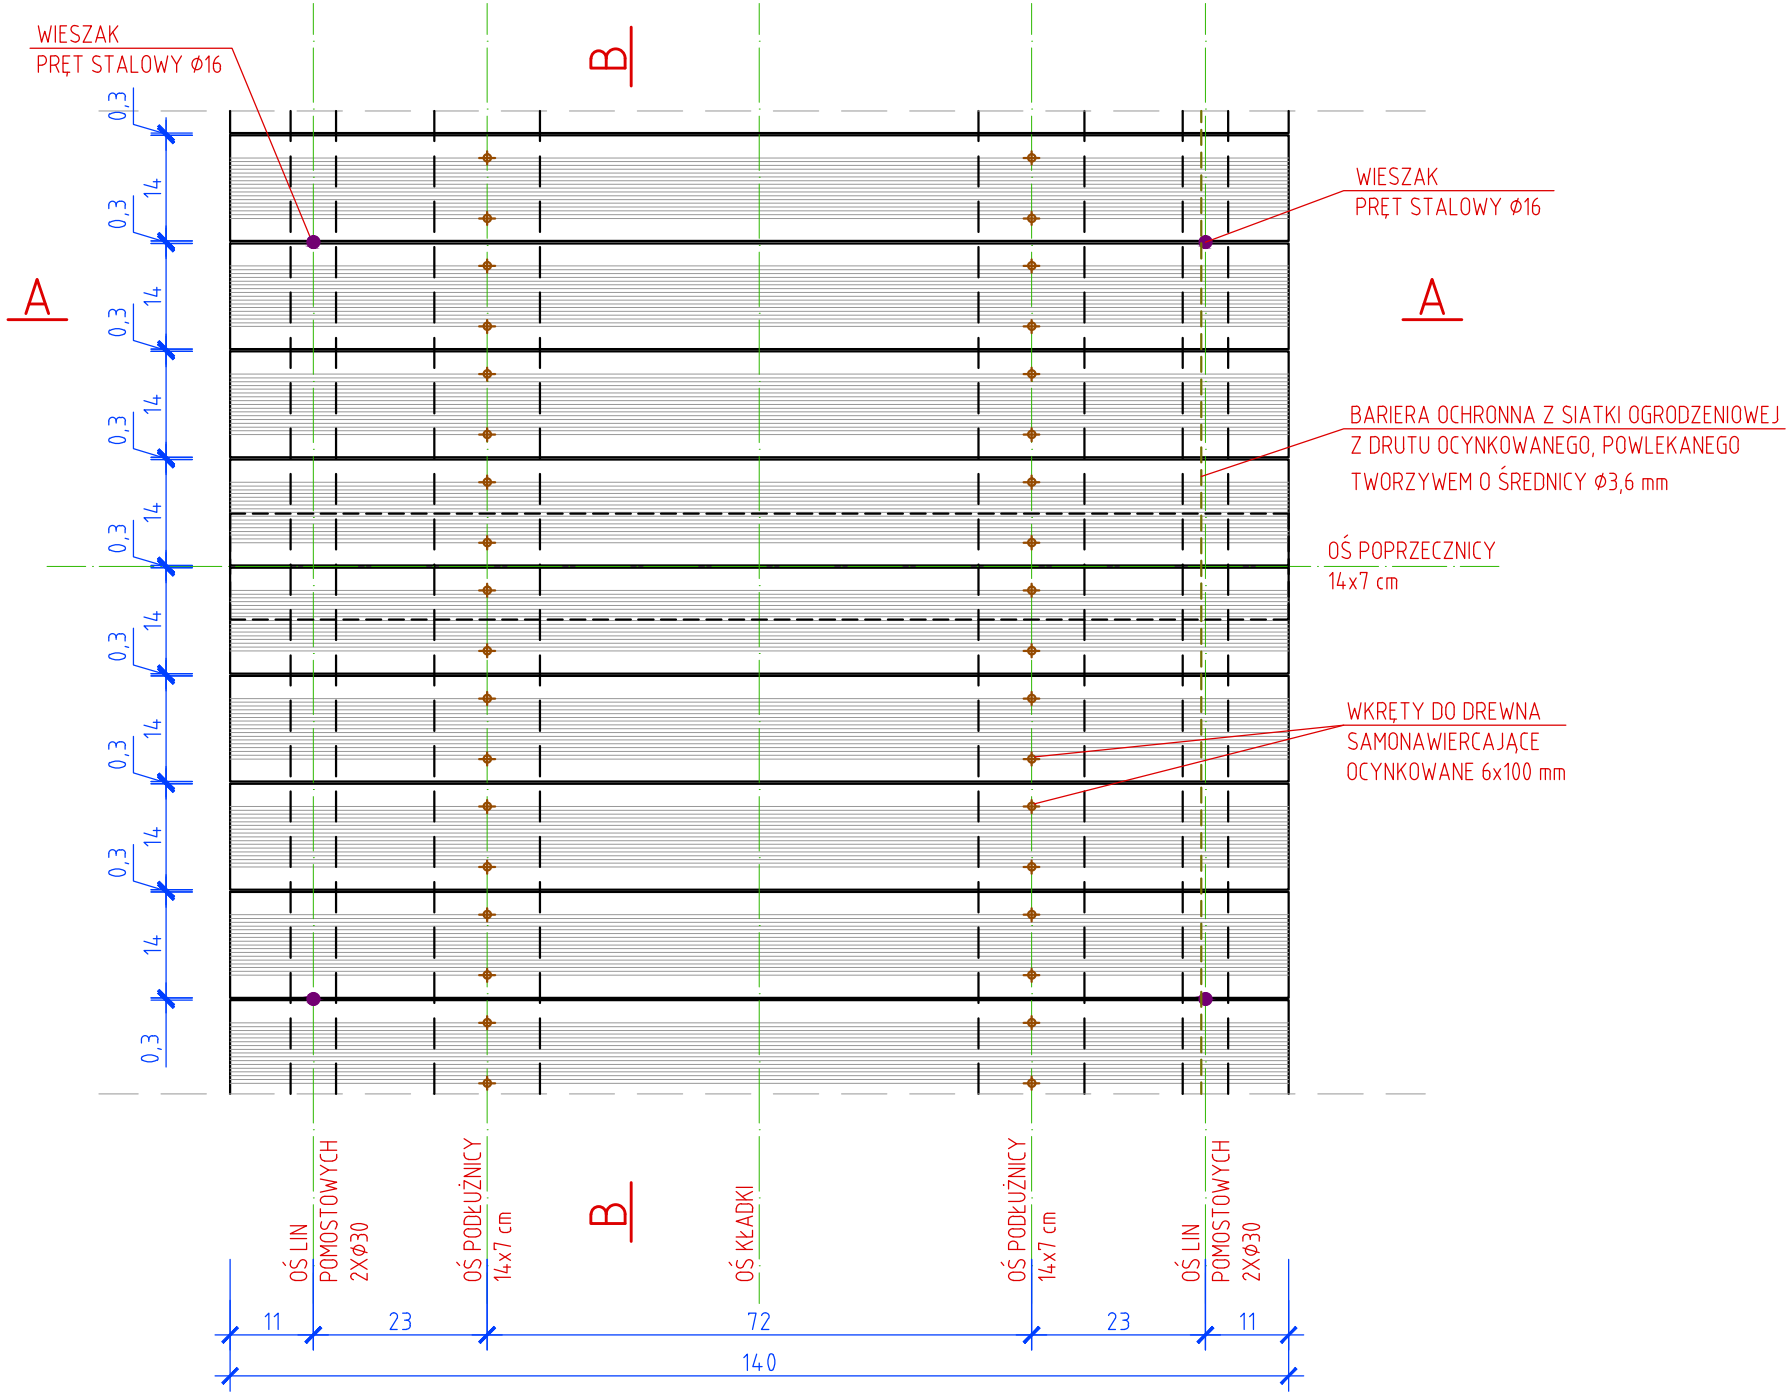 WIESZAK
PRĘT STALOWY Ø16
B
WIESZAK
PRĘT STALOWY Ø16
A
A
BARIERA OCHRONNA Z SIATKI OGRODZENIOWEJ
Z DRUTU OCYNKOWANEGO, POWLEKANEGO
TWORZYWEM O ŚREDNICY Ø3,6 mm
OŚ POPRZECZNICY
14x7 cm
WKRĘTY DO DREWNA
SAMONAWIERCAJĄCE
OCYNKOWANE 6x100 mm
0,3
14
0,3
14
0,3
14
0,3
14
0,3
14
0,3
14
0,3
14
0,3
14
0,3
OŚ LIN
POMOSTOWYCH
2XØ30
OŚ PODŁUŻNICY
14x7 cm
B
OŚ KŁADKI
OŚ PODŁUŻNICY
14x7 cm
OŚ LIN
POMOSTOWYCH
2XØ30
11
23
72
23
11
140